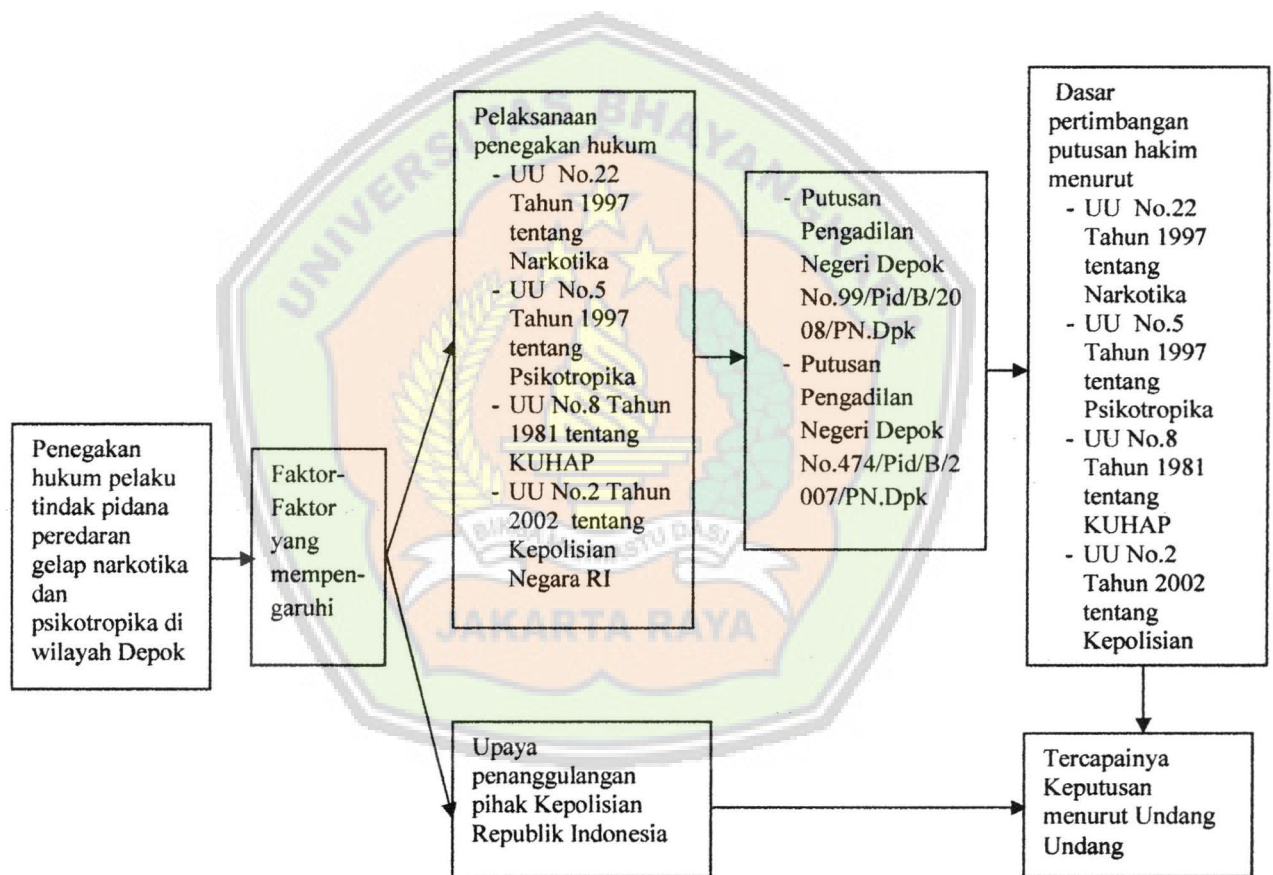 Penegakan
hukum pelaku
tindak pidana
peredaran
gelap narkotika
dan
psikotropika di
wilayah Depok
Faktor-
Faktor
yang
mempen-
garuhi
Pelaksanaan
penegakan hukum
- UU No.22
Tahun 1997
tentang
Narkotika
- UU No.5
Tahun 1997
tentang
Psikotropika
- UU No.8 Tahun
1981 tentang
KUHAP
- UU No.2 Tahun
2002 tentang
Kepolisian
Negara RI
- Putusan
Pengadilan
Negeri Depok
No.99/Pid/B/20
08/PN.Dpk
- Putusan
Pengadilan
Negeri Depok
No.474/Pid/B/2
007/PN.Dpk
Dasar
pertimbangan
putusan hakim
menurut
- UU No.22
Tahun 1997
tentang
Narkotika
- UU No.5
Tahun 1997
tentang
Psikotropika
- UU No.8
Tahun 1981
tentang
KUHAP
- UU No.2
Tahun 2002
tentang
Kepolisian
Upaya
penanggulangan
pihak Kepolisian
Republik Indonesia
Tercapainya
Keputusan
menurut Undang
Undang
UNIVERSITAS BHAYANGKARA
JAKARTA RAYA